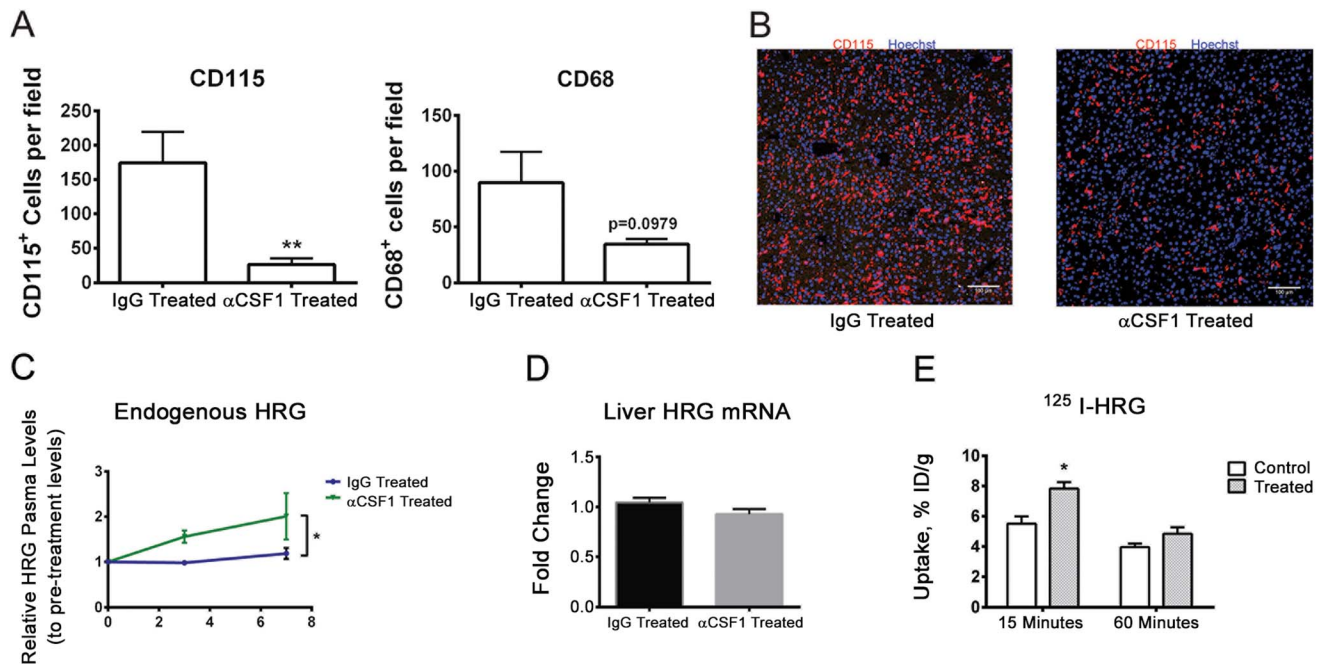 A
CD115
CD115+ Cells per field
250
200
150
100
50
0
IgG Treated
αCSF1 Treated
**
CD68
CD68+ cells per field
150
100
50
0
p=0.0979
IgG Treated
αCSF1 Treated
B
CD115 Hoechst
100 µm
IgG Treated
CD115 Hoechst
100 µm
αCSF1 Treated
C
Endogenous HRG
Relative HRG Pasma Levels
(to pre-treatment levels)
3
2
1
0
0 2 4 6 8
IgG Treated
αCSF1 Treated
*
D
Liver HRG mRNA
Fold Change
1.5
1.0
0.5
0.0
IgG Treated
αCSF1 Treated
E
125 I-HRG
Uptake, % ID/g
10
8
6
4
2
0
*
15 Minutes
60 Minutes
Control
Treated